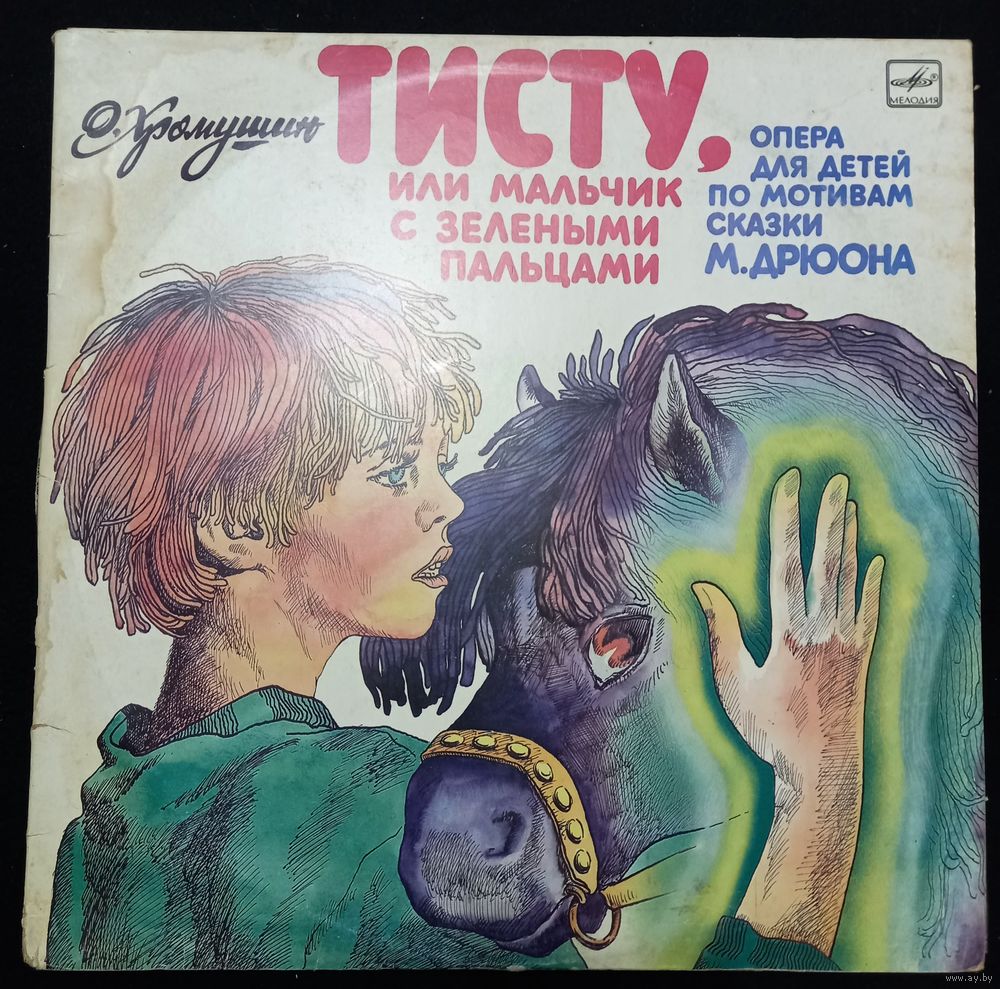 О. Хромушин
ТИСТУ,
ИЛИ МАЛЬЧИК
С ЗЕЛЕНЫМИ
ПАЛЬЦАМИ
ОПЕРА
ДЛЯ ДЕТЕЙ
ПО МОТИВАМ
СКАЗКИ
М.ДРЮОНА
МЕЛОДИЯ
www.ay.by